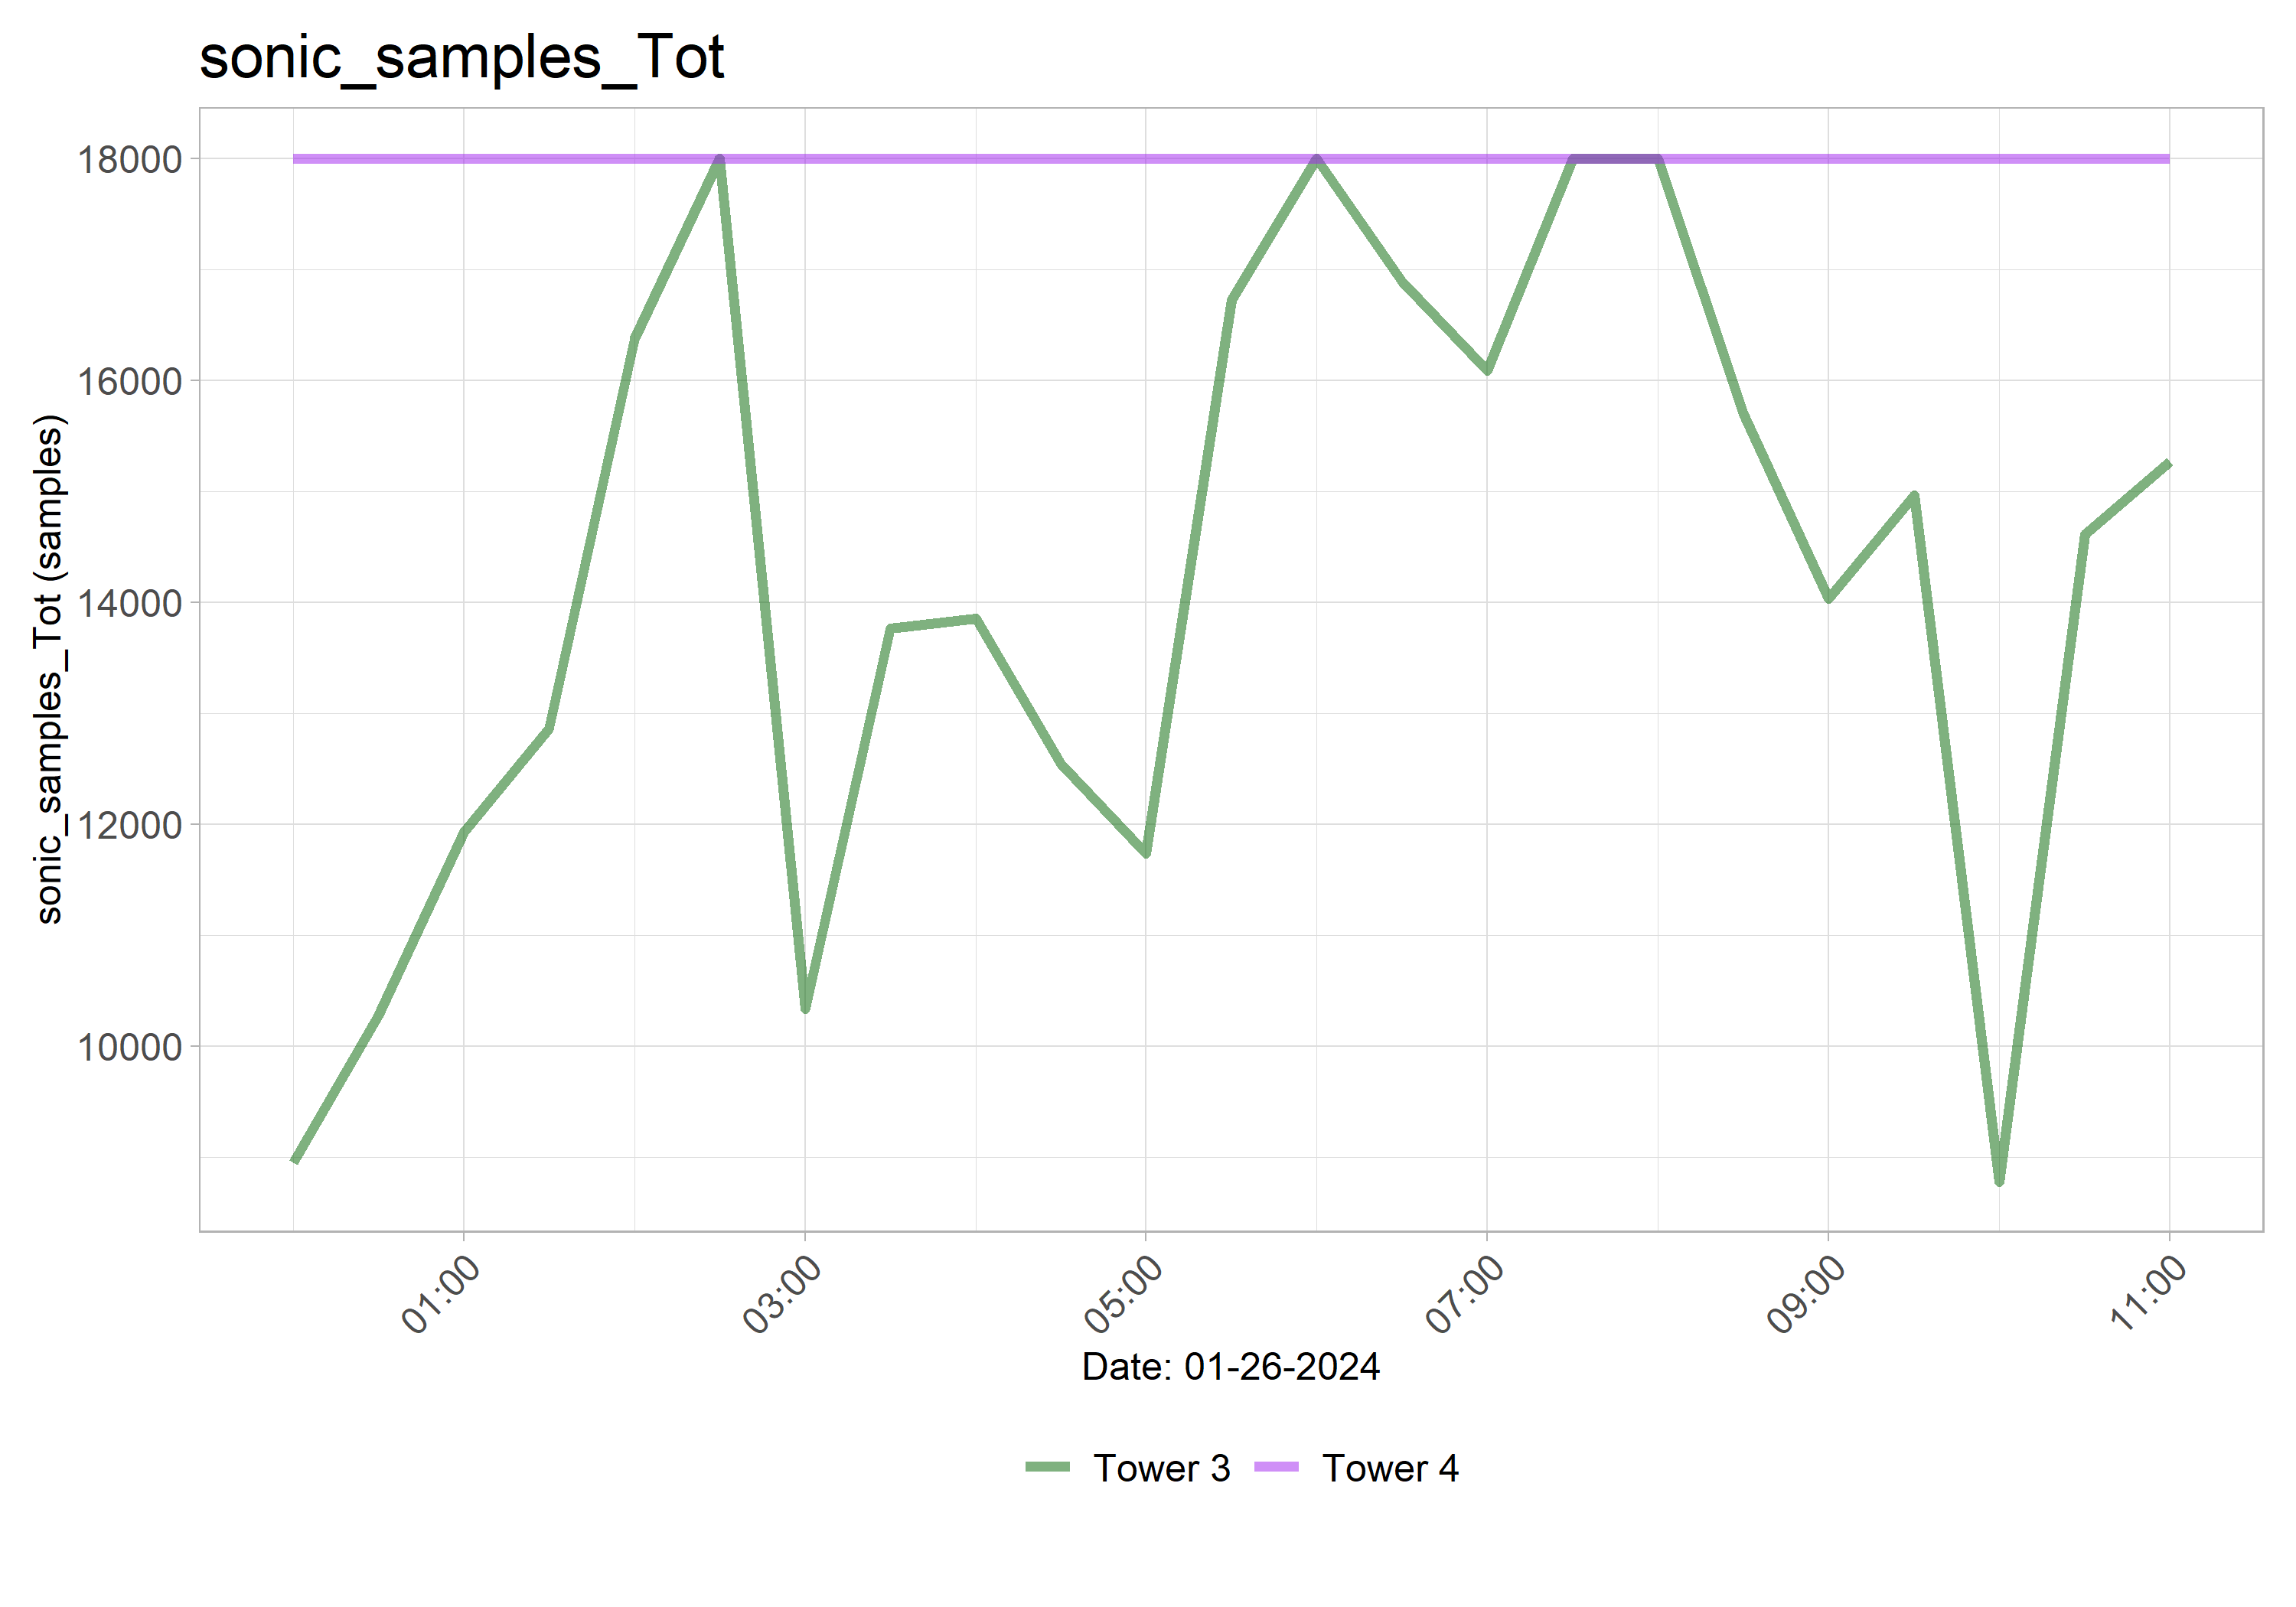 sonic_samples_Tot
sonic_samples_Tot (samples)
18000
16000
14000
12000
10000
01:00
03:00
05:00
07:00
09:00
11:00
Date: 01-26-2024
Tower 3
Tower 4